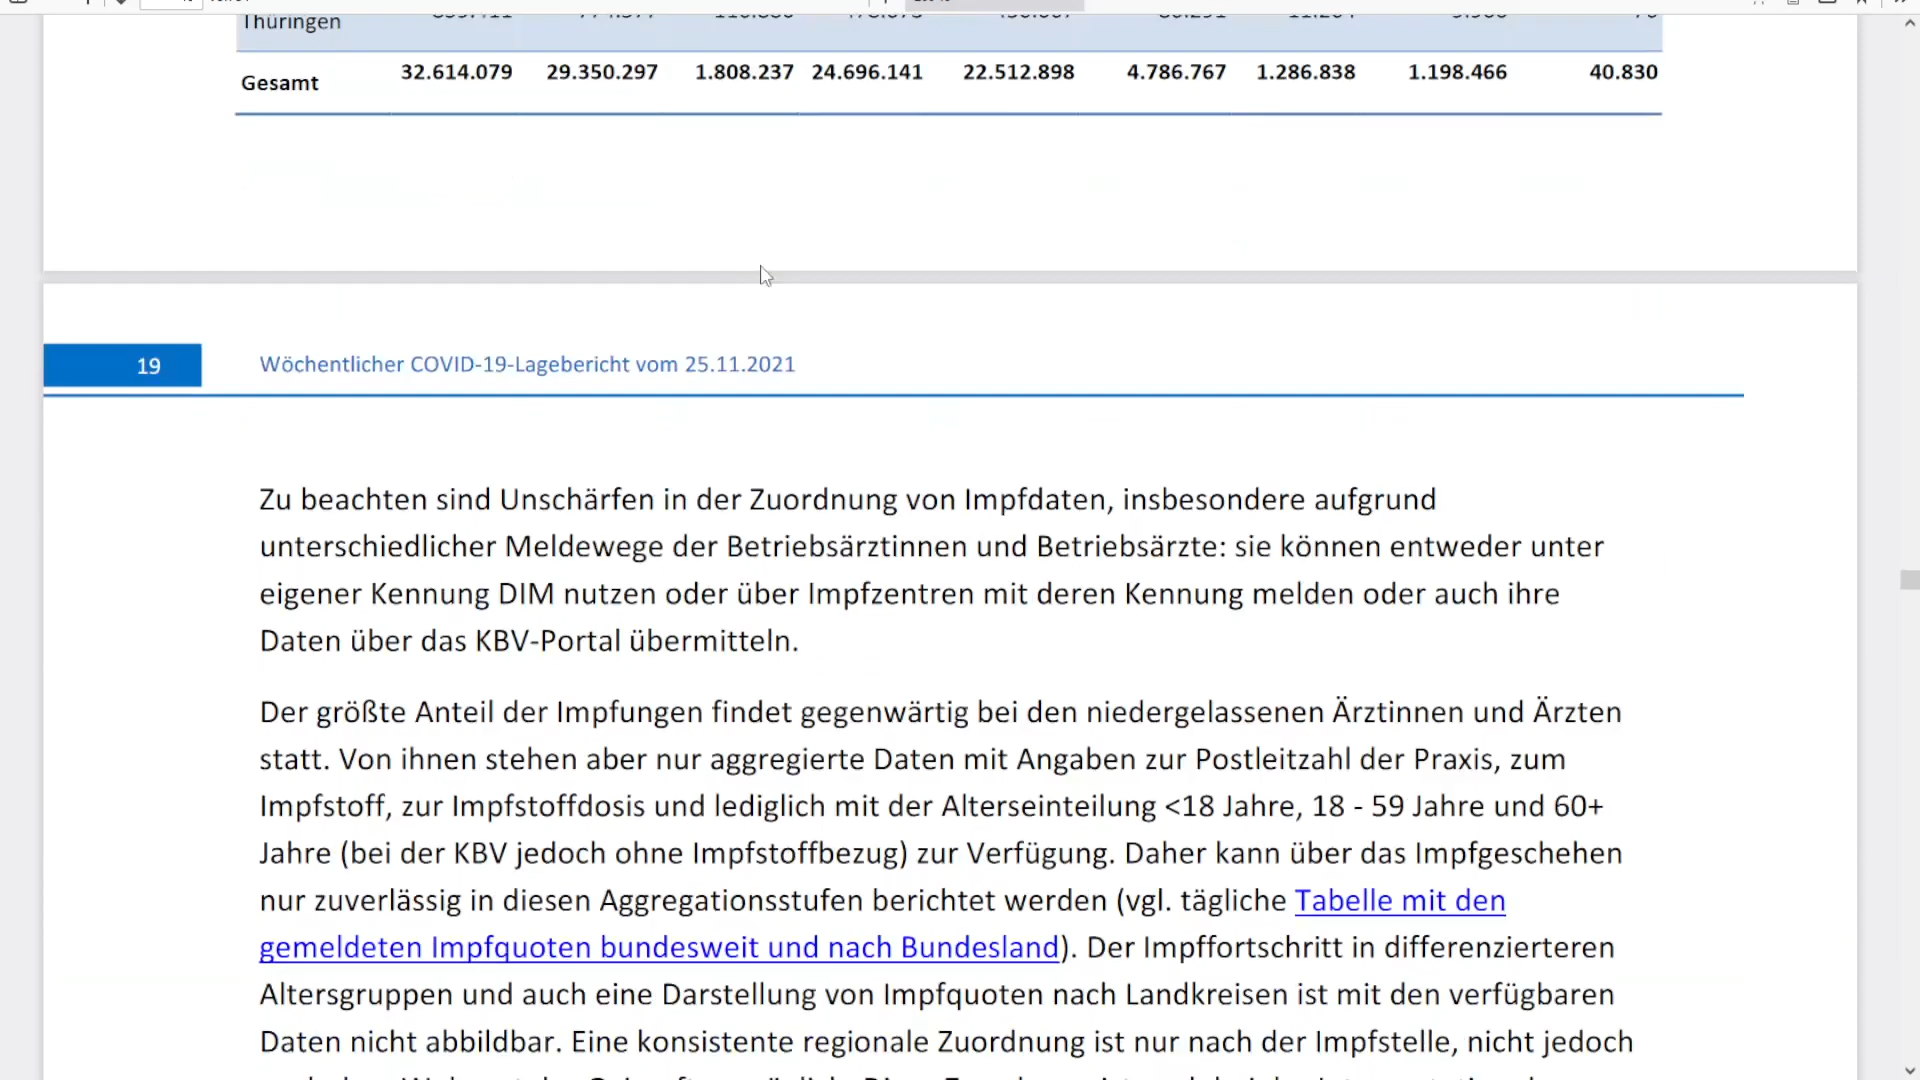 Thüringen
Gesamt 32.614.079 29.350.297 1.808.237 24.696.141 22.512.898 4.786.767 1.286.838 1.198.466 40.830
19 Wöchentlicher COVID-19-Lagebericht vom 25.11.2021
Zu beachten sind Unschärfen in der Zuordnung von Impfdaten, insbesondere aufgrund
unterschiedlicher Meldewege der Betriebsärztinnen und Betriebsärzte: sie können entweder unter
eigener Kennung DIM nutzen oder über Impfzentren mit deren Kennung melden oder auch ihre
Daten über das KBV-Portal übermitteln.
Der größte Anteil der Impfungen findet gegenwärtig bei den niedergelassenen Ärztinnen und Ärzten
statt. Von ihnen stehen aber nur aggregierte Daten mit Angaben zur Postleitzahl der Praxis, zum
Impfstoff, zur Impfstoffdosis und lediglich mit der Alterseinteilung <18 Jahre, 18 - 59 Jahre und 60+
Jahre (bei der KBV jedoch ohne Impfstoffbezug) zur Verfügung. Daher kann über das Impfgeschehen
nur zuverlässig in diesen Aggregationsstufen berichtet werden (vgl. tägliche Tabelle mit den
gemeldeten Impfquoten bundesweit und nach Bundesland). Der Impffortschritt in differenzierteren
Altersgruppen und auch eine Darstellung von Impfquoten nach Landkreisen ist mit den verfügbaren
Daten nicht abbildbar. Eine konsistente regionale Zuordnung ist nur nach der Impfstelle, nicht jedoch